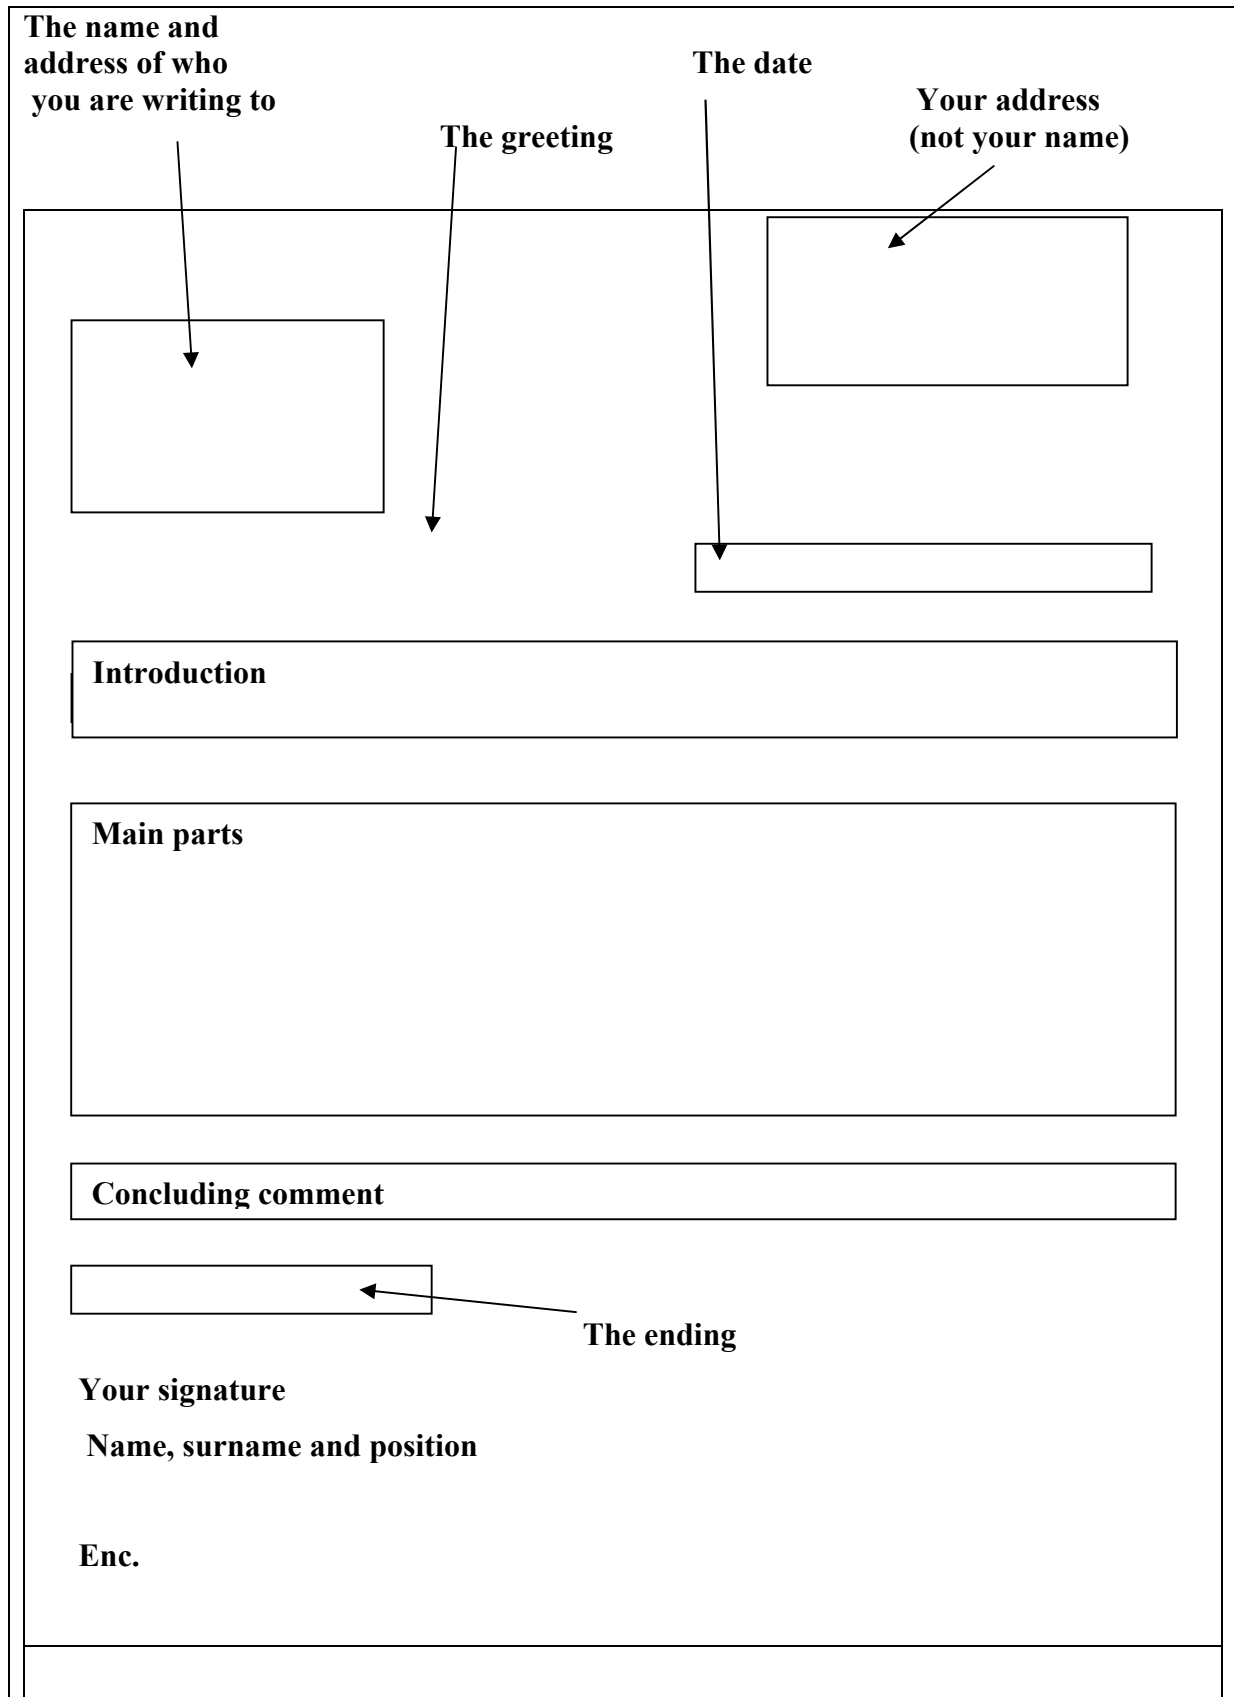 The name and
address of who
you are writing to
The greeting
The date
Your address
(not your name)
Introduction
Main parts
Concluding comment
The ending
Your signature
Name, surname and position
Enc.